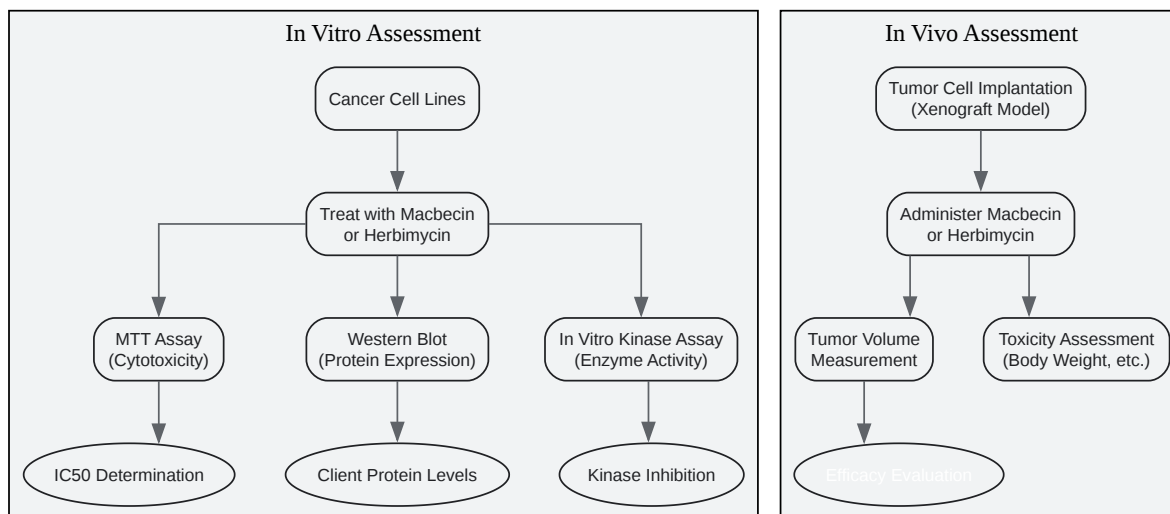 In Vitro Assessment
Cancer Cell Lines
Treat with Macbecin
or Herbimycin
MTT Assay
(Cytotoxicity)
Western Blot
(Protein Expression)
In Vitro Kinase Assay
(Enzyme Activity)
IC50 Determination
Client Protein Levels
Kinase Inhibition
In Vivo Assessment
Tumor Cell Implantation
(Xenograft Model)
Administer Macbecin
or Herbimycin
Tumor Volume
Measurement
Toxicity Assessment
(Body Weight, etc.)
Efficacy Evaluation